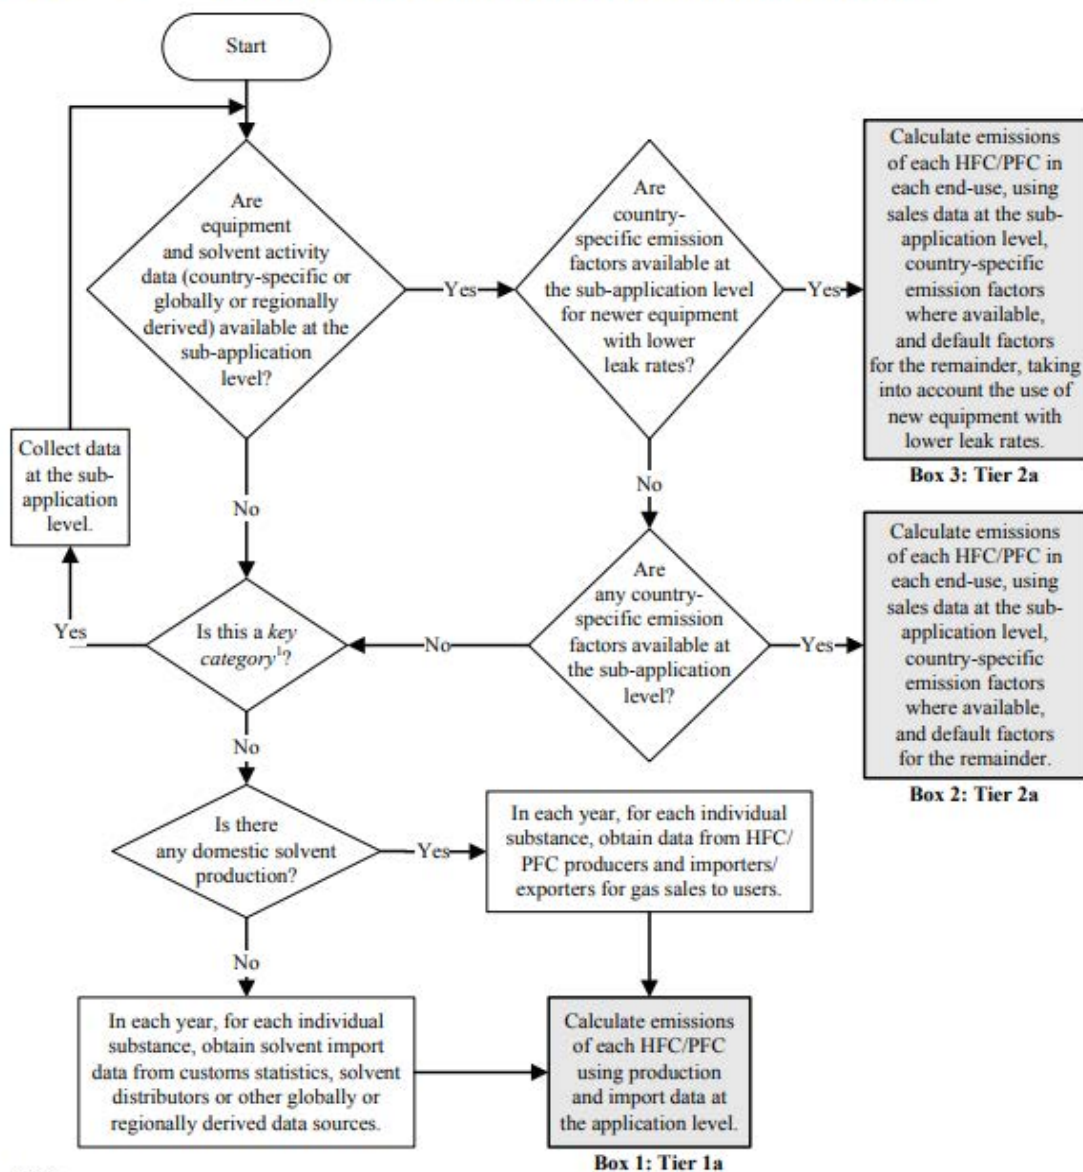 Start
Are
equipment
and solvent activity
data (country-specific or
globally or regionally
derived) available at the
sub-application
level?
Yes
Are
country-
specific emission
factors available at
the sub-application level
for newer equipment
with lower
leak rates?
Yes
Calculate emissions
of each HFC/PFC in
each end-use, using
sales data at the sub-
application level,
country-specific
emission factors
where available,
and default factors
for the remainder, taking
into account the use of
new equipment with
lower leak rates.
Box 3: Tier 2a
Collect data
at the sub-
application
level.
No
No
Are
any country-
specific emission
factors available at
the sub-application
level?
Yes
Calculate emissions
of each HFC/PFC in
each end-use, using
sales data at the sub-
application level,
country-specific
emission factors
where available,
and default factors
for the remainder.
Box 2: Tier 2a
No
Is this a key
category¹?
Yes
No
Is there
any domestic solvent
production?
Yes
In each year, for each individual
substance, obtain data from HFC/
PFC producers and importers/
exporters for gas sales to users.
No
In each year, for each individual
substance, obtain solvent import
data from customs statistics, solvent
distributors or other globally or
regionally derived data sources.
Calculate emissions
of each HFC/PFC
using production
and import data at
the application level.
Box 1: Tier 1a